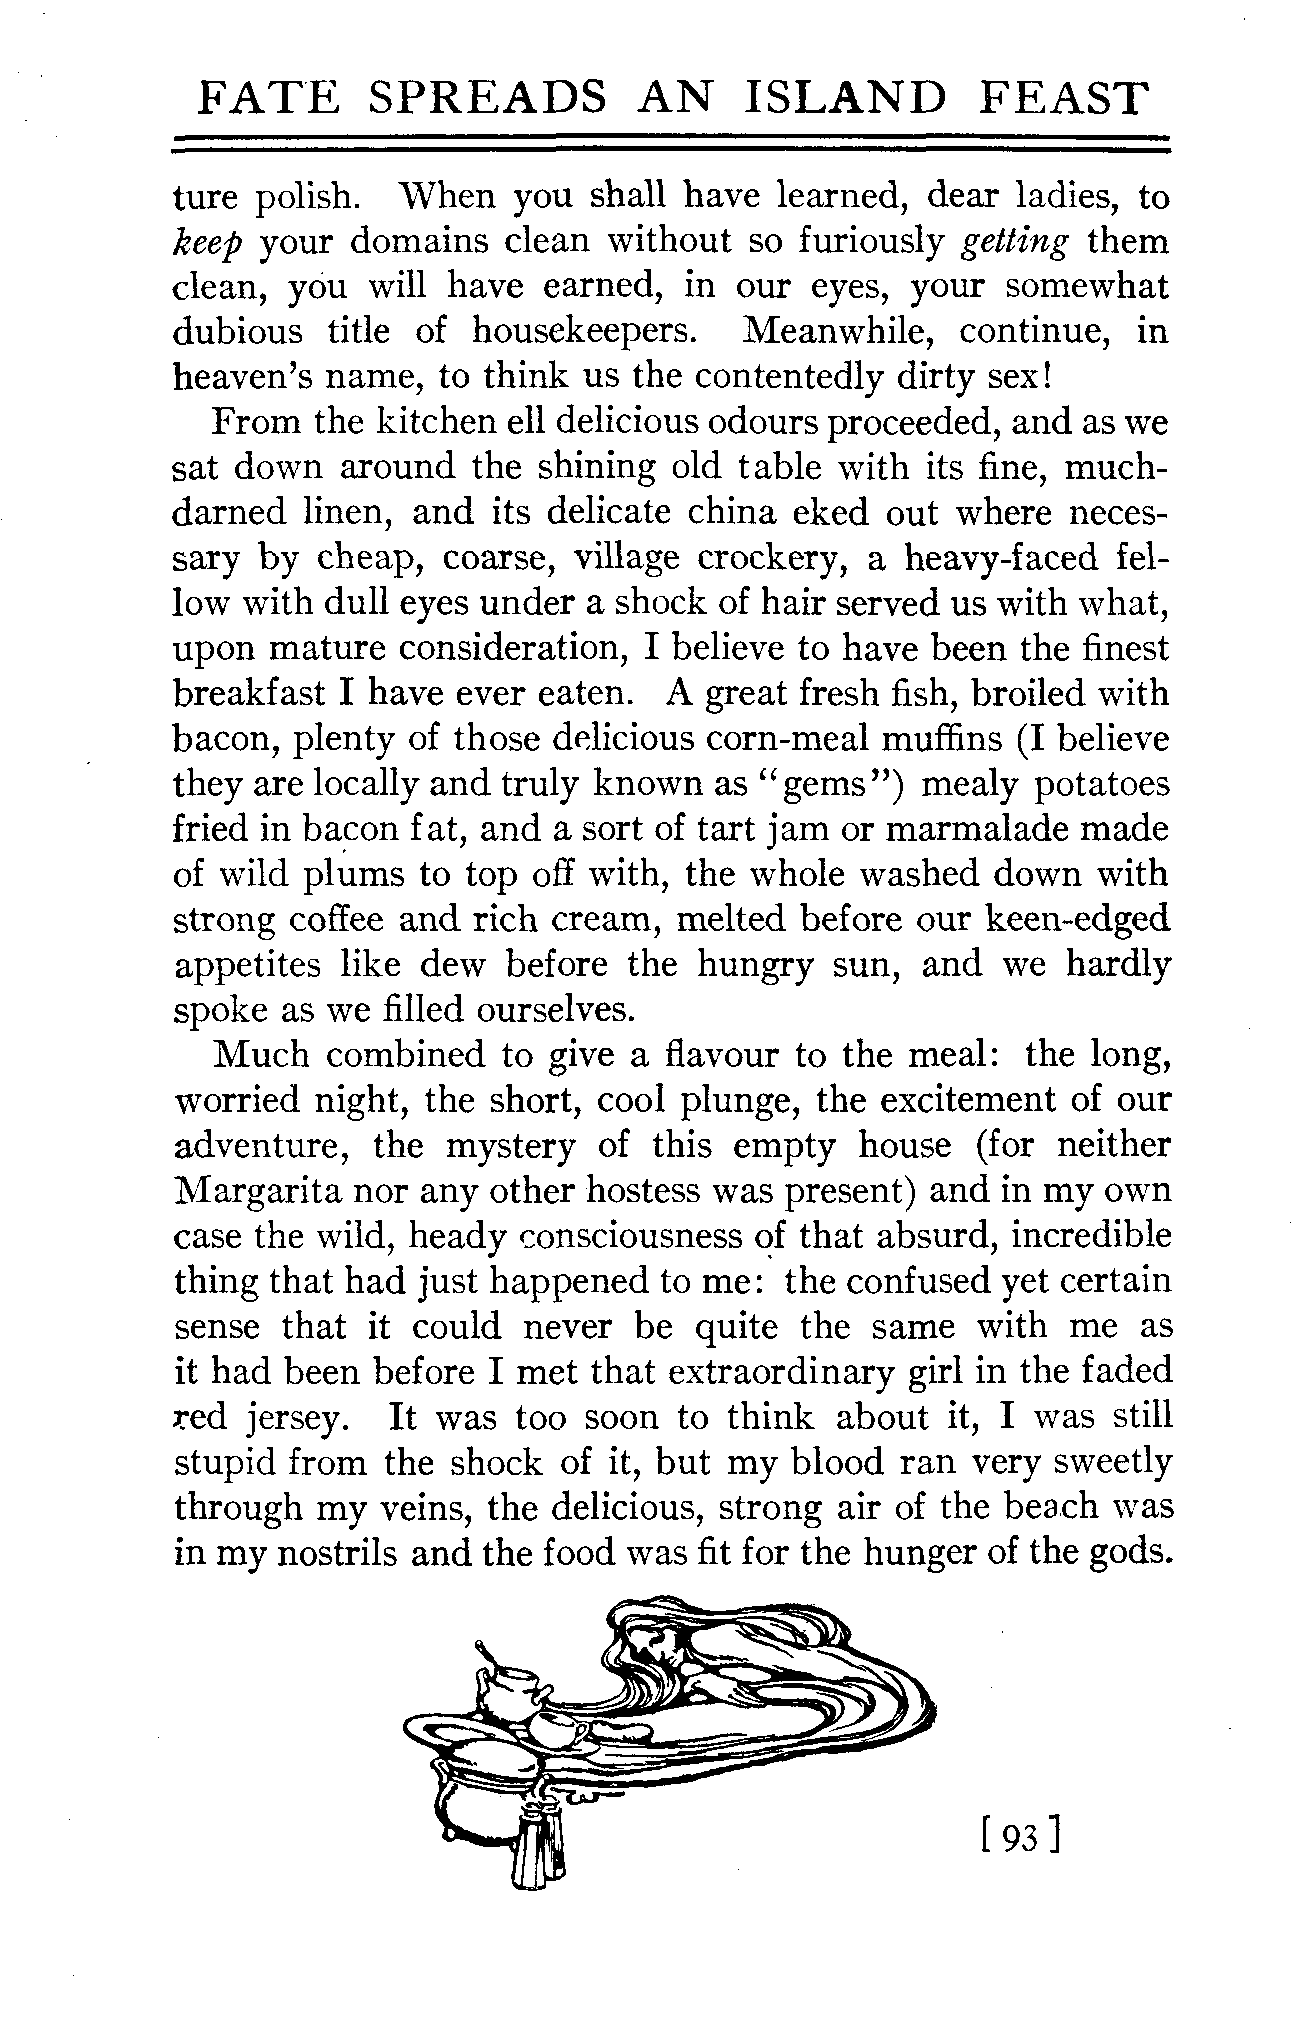 FATE SPREADS AN ISLAND FEAST
ture polish. When you shall have learned, dear ladies, to
keep your domains clean without so furiously getting them
clean, you will have earned, in our eyes, your somewhat
dubious title of housekeepers. Meanwhile, continue, in
heaven's name, to think us the contentedly dirty sex!
From the kitchen ell delicious odours proceeded, and as we
sat down around the shining old table with its fine, much-
darned linen, and its delicate china eked out where neces-
sary by cheap, coarse, village crockery, a heavy-faced fel-
low with dull eyes under a shock of hair served us with what,
upon mature consideration, I believe to have been the finest
breakfast I have ever eaten. A great fresh fish, broiled with
bacon, plenty of those delicious corn-meal muffins (I believe
they are locally and truly known as "gems") mealy potatoes
fried in bacon fat, and a sort of tart jam or marmalade made
of wild plums to top off with, the whole washed down with
strong coffee and rich cream, melted before our keen-edged
appetites like dew before the hungry sun, and we hardly
spoke as we filled ourselves.
Much combined to give a flavour to the meal: the long,
worried night, the short, cool plunge, the excitement of our
adventure, the mystery of this empty house (for neither
Margarita nor any other hostess was present) and in my own
case the wild, heady consciousness of that absurd, incredible
thing that had just happened to me: the confused yet certain
sense that it could never be quite the same with me as
it had been before I met that extraordinary girl in the faded
red jersey. It was too soon to think about it, I was still
stupid from the shock of it, but my blood ran very sweetly
through my veins, the delicious, strong air of the beach was
in my nostrils and the food was fit for the hunger of the gods.
[93]